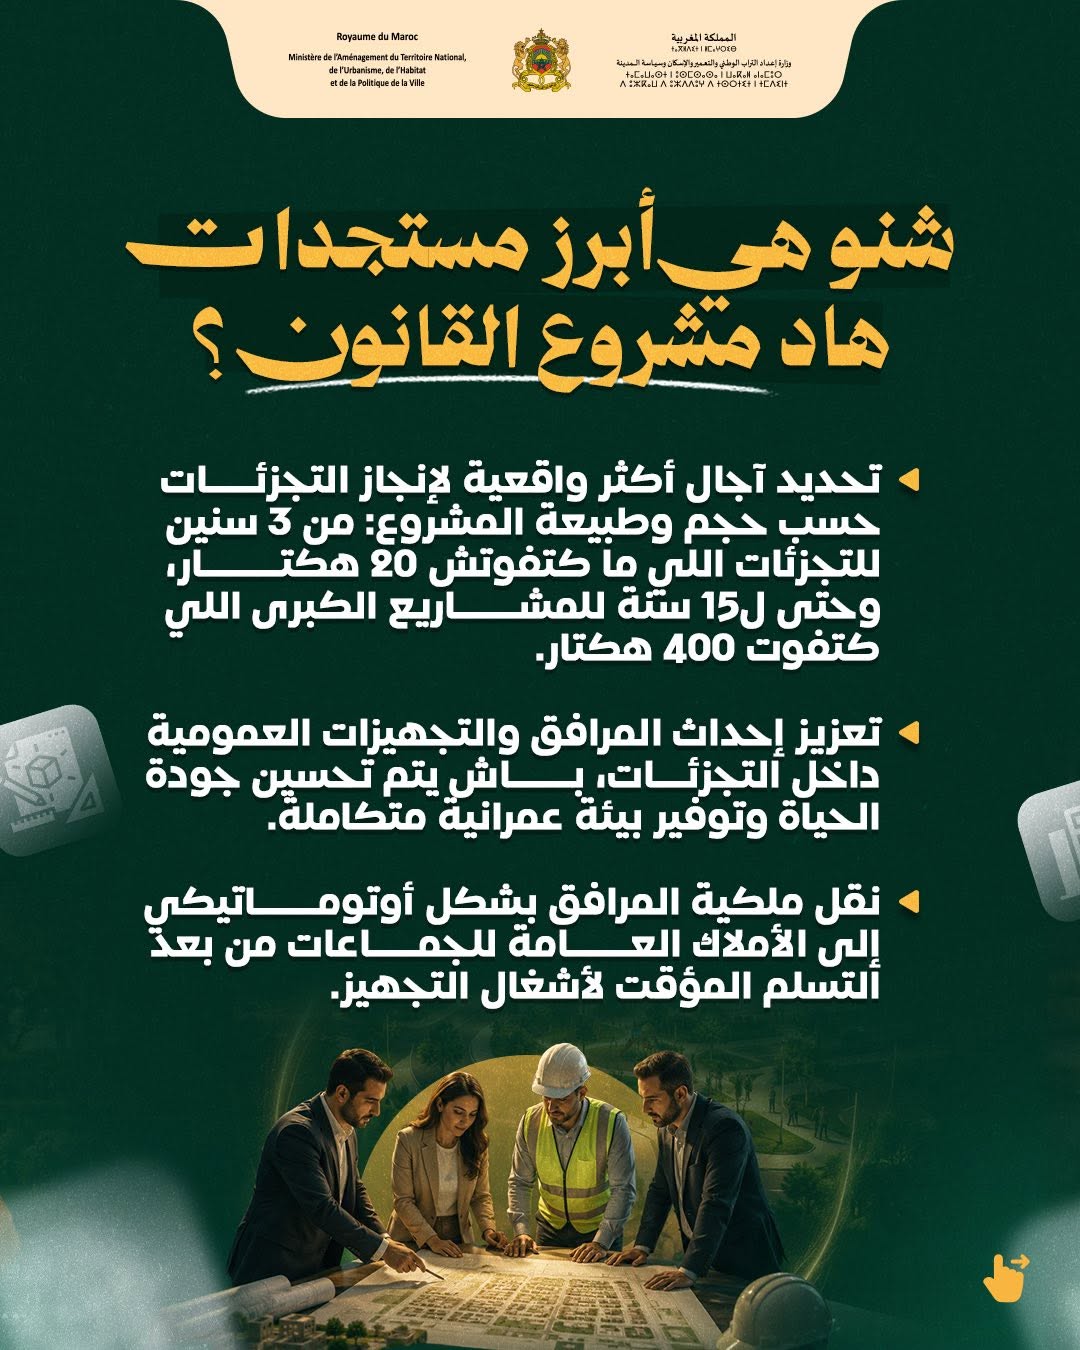 Royaume du Maroc
Ministère de l'Aménagement du Territoire National,
de l'Urbanisme, de l'Habitat
et de la Politique de la Ville
المملكة المغربية
ⵜⴰⴳⵍⴷⵉⵜ ⵏ ⵍⵎⵖⵔⵉⴱ
وزارة إعداد التراب الوطني والتعمير والإسكان وسياسة المدينة
شنو هي أبرز مستجدات
هاد مشروع القانون؟
تحديد آجال أكثر واقعية لإنجاز التجزئات
حسب حجم وطبيعة المشروع: من 3 سنين
للتجزئات اللي ما كتفوتش 20 هكتار،
وحتى ل15 سنة للمشاريع الكبرى اللي
كتفوت 400 هكتار.
تعزيز إحداث المرافق والتجهيزات العمومية
داخل التجزئات، باش يتم تحسين جودة
الحياة وتوفير بيئة عمرانية متكاملة.
نقل ملكية المرافق بشكل أوتوماتيكي
إلى الأملاك العامة للجماعات من بعد
التسلم المؤقت لأشغال التجهيز.